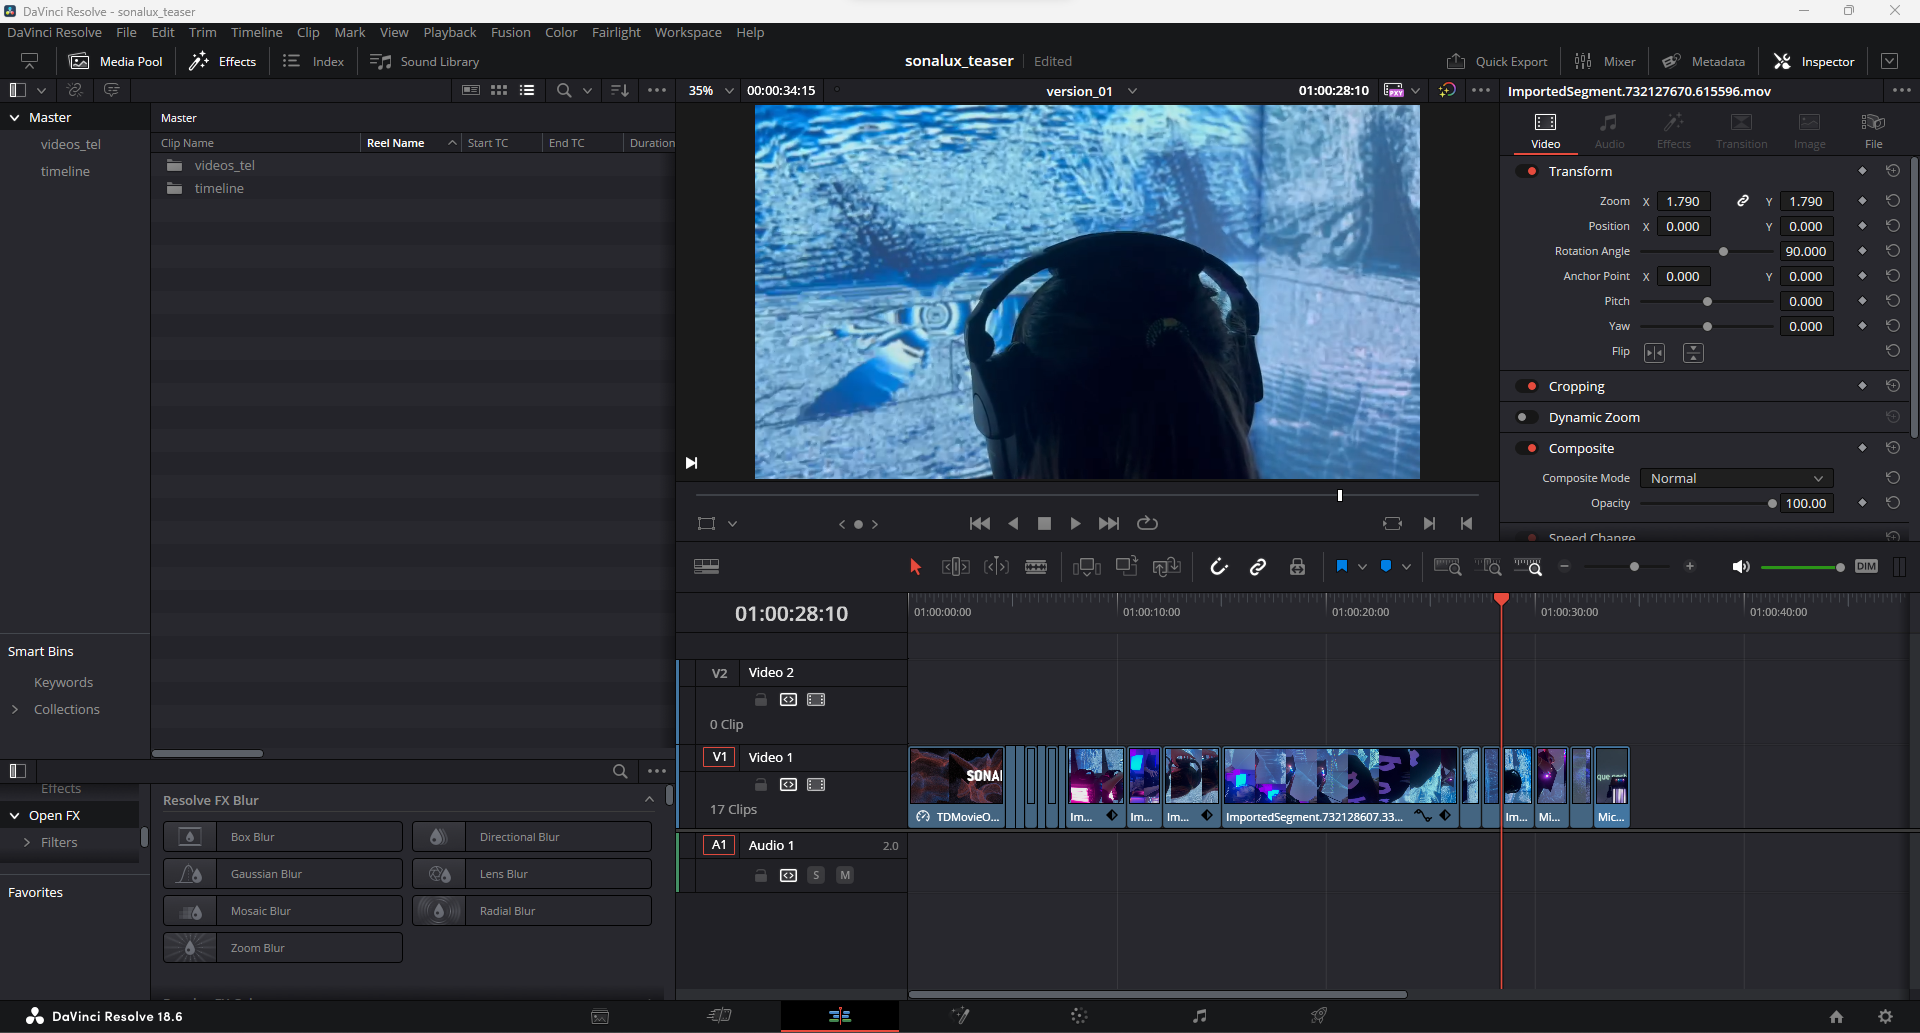 DaVinci Resolve - sonalux_teaser
DaVinci Resolve File Edit Trim Timeline Clip Mark View Playback Fusion Color Fairlight Workspace Help
Media Pool Effects Index Sound Library
sonalux_teaser Edited
Quick Export Mixer Metadata Inspector
35% 00:00:34:15 version_01 01:00:28:10
ImportedSegment.732127670.615596.mov
Master
videos_tel
timeline
Master
Clip Name Reel Name Start TC End TC Duration
videos_tel
timeline
Video Audio Effects Transition Image File
Transform
Zoom X 1.790 Y 1.790
Position X 0.000 Y 0.000
Rotation Angle 90.000
Anchor Point X 0.000 Y 0.000
Pitch 0.000
Yaw 0.000
Flip
Cropping
Dynamic Zoom
Composite
Composite Mode Normal
Opacity 100.00
Speed Change
DIM
01:00:28:10
01:00:00:00 01:00:10:00 01:00:20:00 01:00:30:00 01:00:40:00
V2 Video 2
0 Clip
V1 Video 1
17 Clips
SONA
TDMovieO... Im... Im... Im... ImportedSegment.732128607.33... Im... Mi... Mic...
A1 Audio 1 2.0
S M
Smart Bins
Keywords
Collections
Effects
Open FX
Filters
Favorites
Resolve FX Blur
Box Blur Directional Blur
Gaussian Blur Lens Blur
Mosaic Blur Radial Blur
Zoom Blur
DaVinci Resolve 18.6